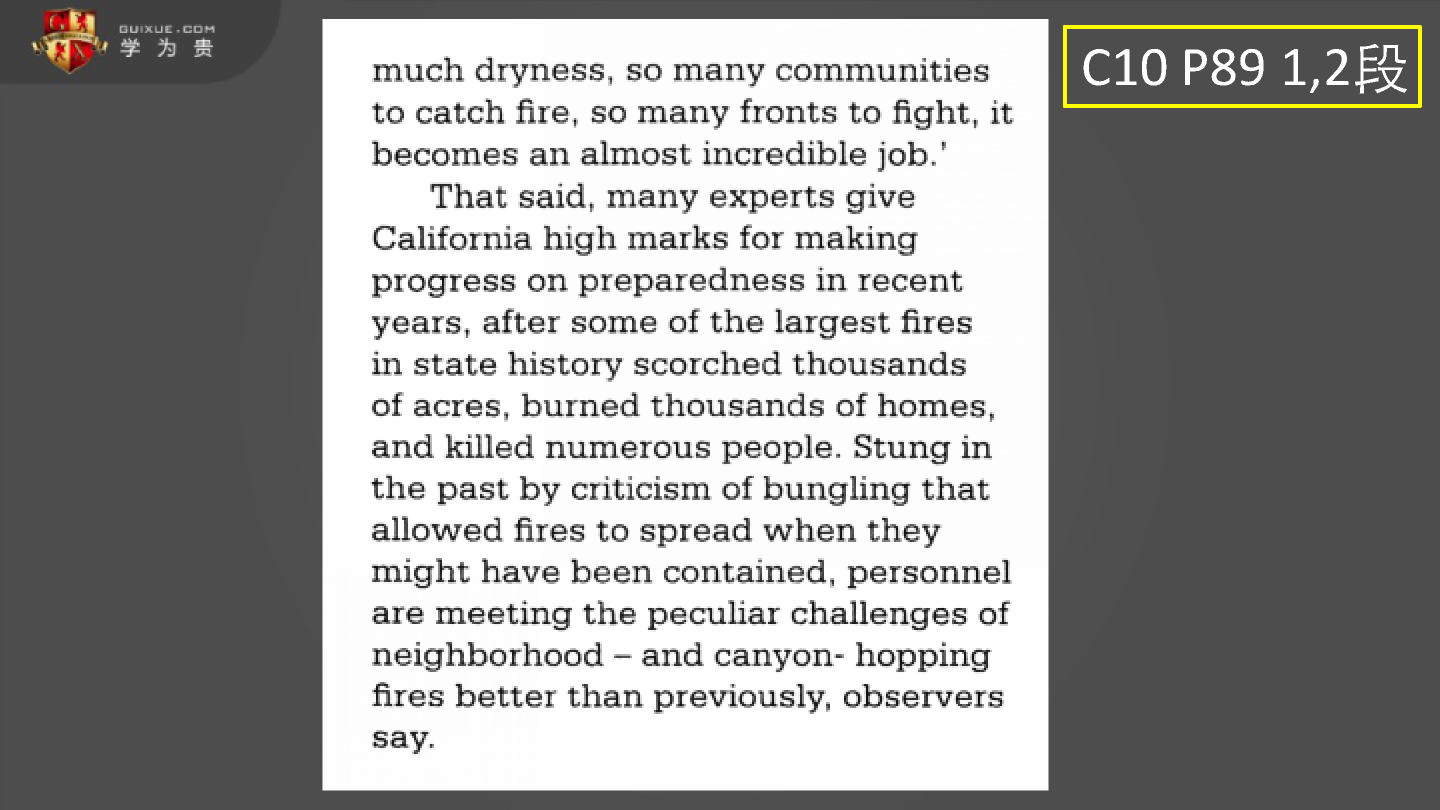 GUIXUE.COM
学为贵
C10 P89 1,2段
much dryness, so many communities
to catch fire, so many fronts to fight, it
becomes an almost incredible job.’
That said, many experts give
California high marks for making
progress on preparedness in recent
years, after some of the largest fires
in state history scorched thousands
of acres, burned thousands of homes,
and killed numerous people. Stung in
the past by criticism of bungling that
allowed fires to spread when they
might have been contained, personnel
are meeting the peculiar challenges of
neighborhood – and canyon- hopping
fires better than previously, observers
say.